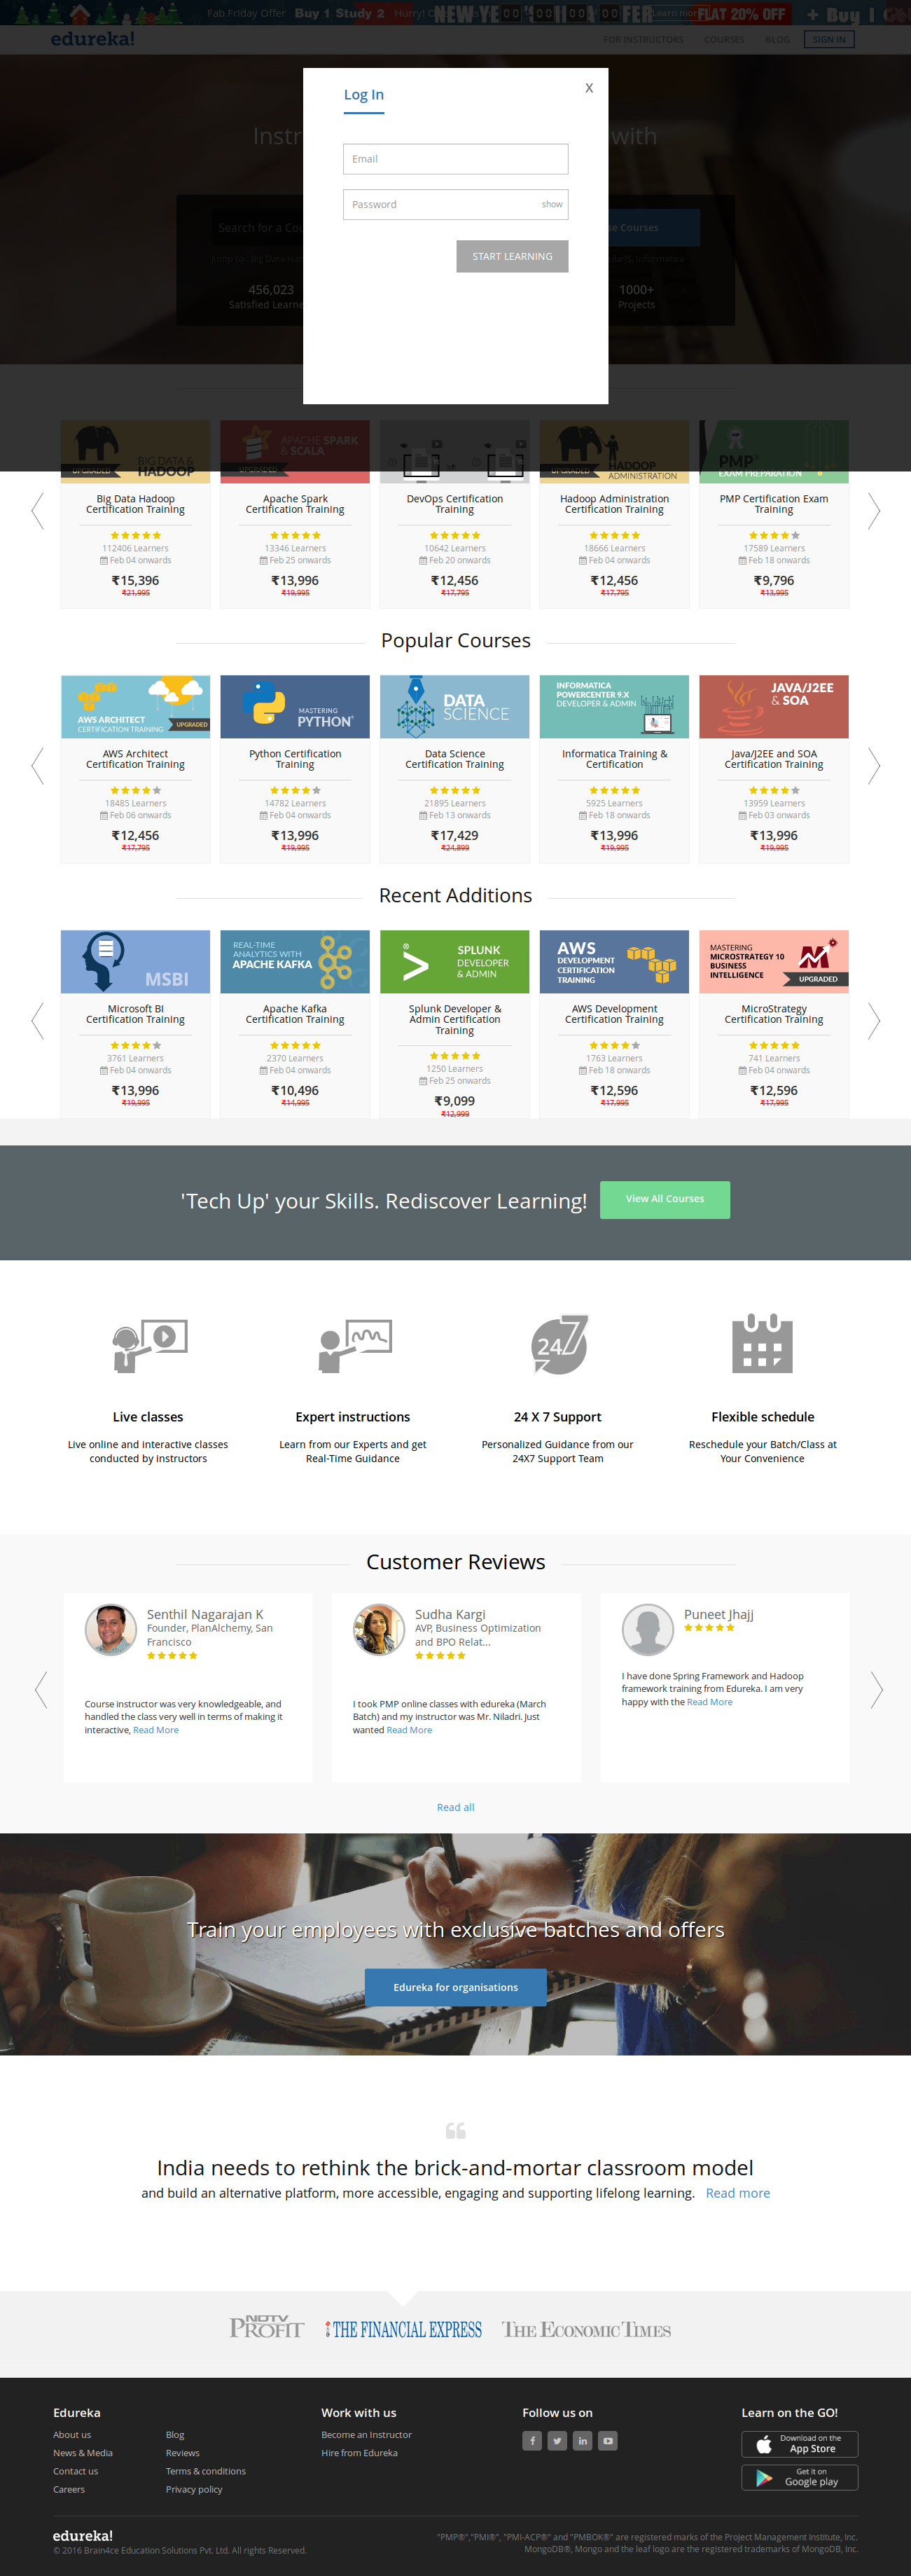 Fab Friday Offer Buy 1 Study 2 Hurry!
Learn more
FLAT 20% OFF
+ Buy 1 G
edureka!
FOR INSTRUCTORS COURSES BLOG SIGN IN
Log In
X
with
Email
Password show
START LEARNING
Search for a Cou
Courses
456,023
Satisfied Learne
1000+
Projects
BIG DATA &
HADOOP
UPGRADED
APACHE SPARK
& SCALA
UPGRADED
HADOOP
ADMINISTRATION
UPGRADED
PMP®
EXAM PREPARATION
Big Data Hadoop
Certification Training
112406 Learners
Feb 04 onwards
₹15,396
₹21,995
Apache Spark
Certification Training
13346 Learners
Feb 25 onwards
₹13,996
₹19,995
DevOps Certification
Training
10642 Learners
Feb 20 onwards
₹12,456
₹17,795
Hadoop Administration
Certification Training
18666 Learners
Feb 04 onwards
₹12,456
₹17,795
PMP Certification Exam
Training
17589 Learners
Feb 18 onwards
₹9,796
₹13,995
Popular Courses
AWS ARCHITECT
CERTIFICATION TRAINING
UPGRADED
AWS Architect
Certification Training
18485 Learners
Feb 06 onwards
₹12,456
₹17,795
MASTERING
PYTHON®
Python Certification
Training
14782 Learners
Feb 04 onwards
₹13,996
₹19,995
DATA
SCIENCE
Data Science
Certification Training
21895 Learners
Feb 13 onwards
₹17,429
₹24,899
INFORMATICA
POWERCENTER 9.X
DEVELOPER & ADMIN
Informatica Training &
Certification
5925 Learners
Feb 18 onwards
₹13,996
₹19,995
JAVA/J2EE
& SOA
Java/J2EE and SOA
Certification Training
13959 Learners
Feb 03 onwards
₹13,996
₹19,995
Recent Additions
MSBI
Microsoft BI
Certification Training
3761 Learners
Feb 04 onwards
₹13,996
₹19,995
REAL-TIME
ANALYTICS WITH
APACHE KAFKA
Apache Kafka
Certification Training
2370 Learners
Feb 04 onwards
₹10,496
₹14,995
SPLUNK
DEVELOPER
& ADMIN
Splunk Developer &
Admin Certification
Training
1250 Learners
Feb 25 onwards
₹9,099
₹12,999
AWS
DEVELOPMENT
CERTIFICATION
TRAINING
AWS Development
Certification Training
1763 Learners
Feb 18 onwards
₹12,596
₹17,995
MASTERING
MICROSTRATEGY 10
BUSINESS
INTELLIGENCE
UPGRADED
MicroStrategy
Certification Training
741 Learners
Feb 04 onwards
₹12,596
₹17,995
'Tech Up' your Skills. Rediscover Learning!
View All Courses
24 7
Live classes
Live online and interactive classes
conducted by instructors
Expert instructions
Learn from our Experts and get
Real-Time Guidance
24 X 7 Support
Personalized Guidance from our
24X7 Support Team
Flexible schedule
Reschedule your Batch/Class at
Your Convenience
Customer Reviews
Senthil Nagarajan K
Founder, PlanAlchemy, San
Francisco
Course instructor was very knowledgeable, and
handled the class very well in terms of making it
interactive, Read More
Sudha Kargi
AVP, Business Optimization
and BPO Relat...
I took PMP online classes with edureka (March
Batch) and my instructor was Mr. Niladri. Just
wanted Read More
Puneet Jhajj
I have done Spring Framework and Hadoop
framework training from Edureka. I am very
happy with the Read More
Read all
Train your employees with exclusive batches and offers
Edureka for organisations
India needs to rethink the brick-and-mortar classroom model
and build an alternative platform, more accessible, engaging and supporting lifelong learning. Read more
NDTV
PROFIT
THE FINANCIAL EXPRESS
THE ECONOMIC TIMES
Edureka
About us
News & Media
Contact us
Careers
Blog
Reviews
Terms & conditions
Privacy policy
Work with us
Become an Instructor
Hire from Edureka
Follow us on
Learn on the GO!
Download on the
App Store
Get it on
Google play
edureka!
© 2016 Brain4ce Education Solutions Pvt. Ltd. All rights Reserved.
"PMP®","PMI®", "PMI-ACP®" and "PMBOK®" are registered marks of the Project Management Institute, Inc.
MongoDB®, Mongo and the leaf logo are the registered trademarks of MongoDB, Inc.